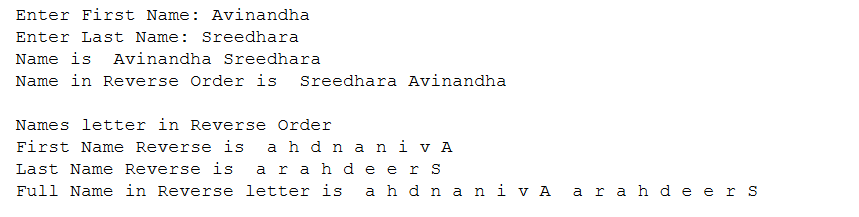 Enter First Name: Avinandha
Enter Last Name: Sreedhara
Name is  Avinandha Sreedhara
Name in Reverse Order is  Sreedhara Avinandha

Names letter in Reverse Order
First Name Reverse is  a h d n a n i v A
Last Name Reverse is  a r a h d e e r S
Full Name in Reverse letter is  a h d n a n i v A  a r a h d e e r S